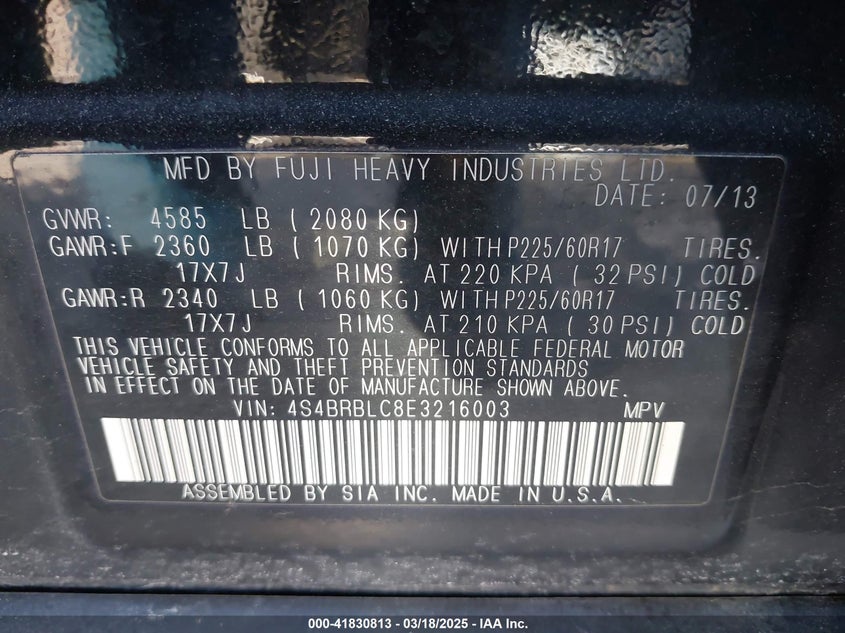 MFD BY FUJI HEAVY INDUSTRIES LTD.
DATE: 07/13
GVWR: 4585 LB ( 2080 KG)
GAWR:F 2360 LB ( 1070 KG) WITH P225/60R17 TIRES.
17X7J RIMS. AT 220 KPA ( 32 PSI) COLD
GAWR:R 2340 LB ( 1060 KG) WITH P225/60R17 TIRES.
17X7J RIMS. AT 210 KPA ( 30 PSI) COLD
THIS VEHICLE CONFORMS TO ALL APPLICABLE FEDERAL MOTOR
VEHICLE SAFETY AND THEFT PREVENTION STANDARDS
IN EFFECT ON THE DATE OF MANUFACTURE SHOWN ABOVE.
VIN: 4S4BRBLC8E3216003 MPV
ASSEMBLED BY SIA INC. MADE IN U.S.A.
000-41830813 - 03/18/2025 - IAA Inc.